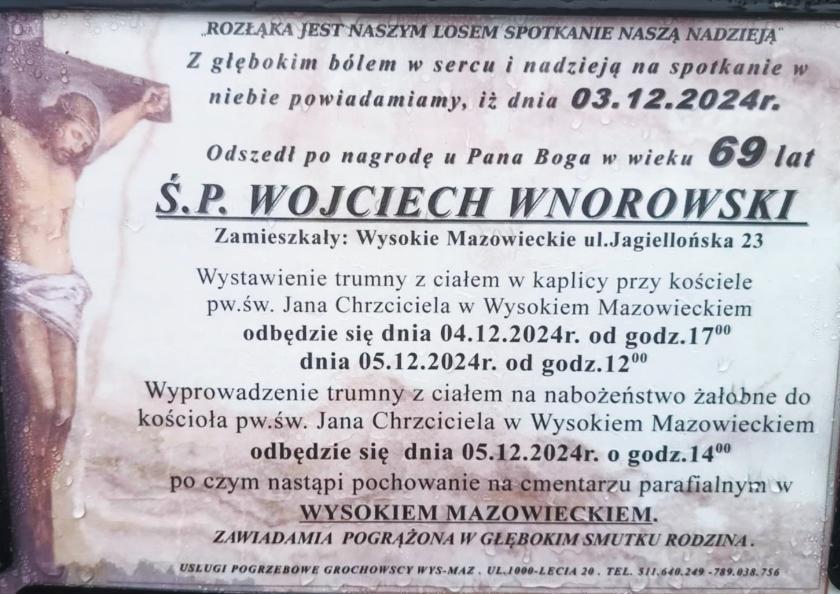 „ROZŁĄKA JEST NASZYM LOSEM SPOTKANIE NASZĄ NADZIEJĄ"
Z głębokim bólem w sercu i nadzieją na spotkanie w
niebie powiadamiamy, iż dnia 03.12.2024r.
Odszedł po nagrodę u Pana Boga w wieku 69 lat
Ś.P. WOJCIECH WNOROWSKI
Zamieszkały: Wysokie Mazowieckie ul.Jagiellońska 23
Wystawienie trumny z ciałem w kaplicy przy kościele
pw.św. Jana Chrzciciela w Wysokiem Mazowieckiem
odbędzie się dnia 04.12.2024r. od godz.17⁰⁰
dnia 05.12.2024r. od godz.12⁰⁰
Wyprowadzenie trumny z ciałem na nabożeństwo żałobne do
kościoła pw.św. Jana Chrzciciela w Wysokiem Mazowieckiem
odbędzie się dnia 05.12.2024r. o godz.14⁰⁰
po czym nastąpi pochowanie na cmentarzu parafialnym w
WYSOKIEM MAZOWIECKIEM.
ZAWIADAMIA POGRĄŻONA W GŁĘBOKIM SMUTKU RODZINA.
USŁUGI POGRZEBOWE GROCHOWSCY WYS-MAZ. UL.1000-LECIA 20. TEL. 511.640.249 -789.038.756